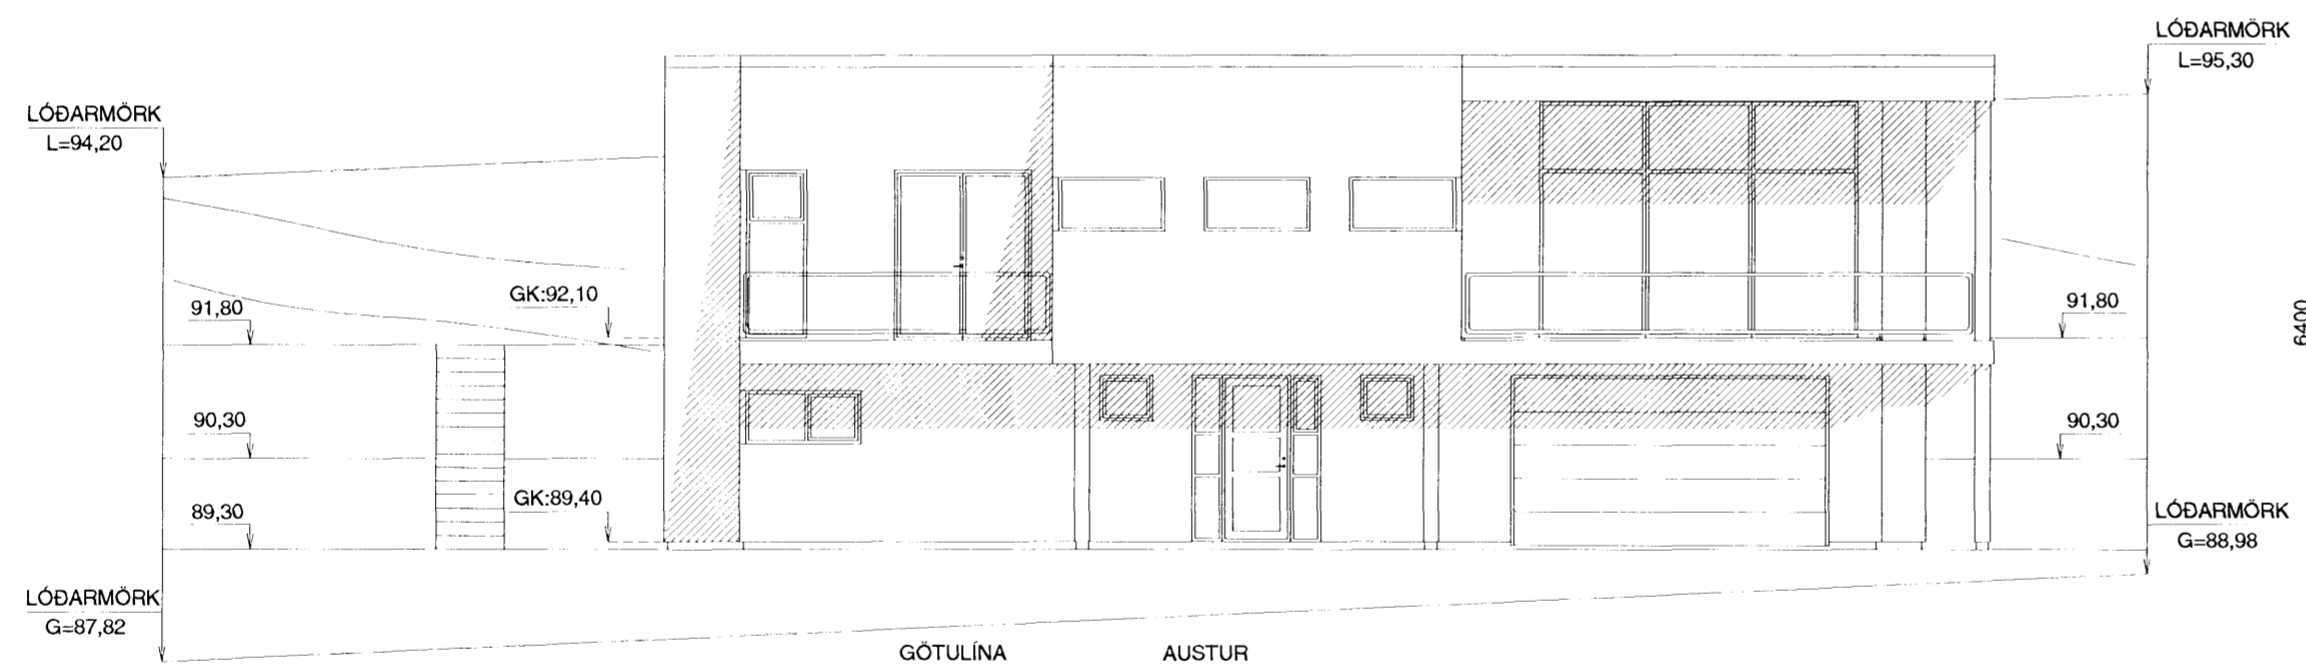 LÓÐARMÖRK
L=95,30
LÓÐARMÖRK
L=94,20
GK:92,10
91,80
91,80
6400
90,30
90,30
GK:89,40
89,30
LÓÐARMÖRK
G=88,98
LÓÐARMÖRK
G=87,82
GÖTULÍNA AUSTUR